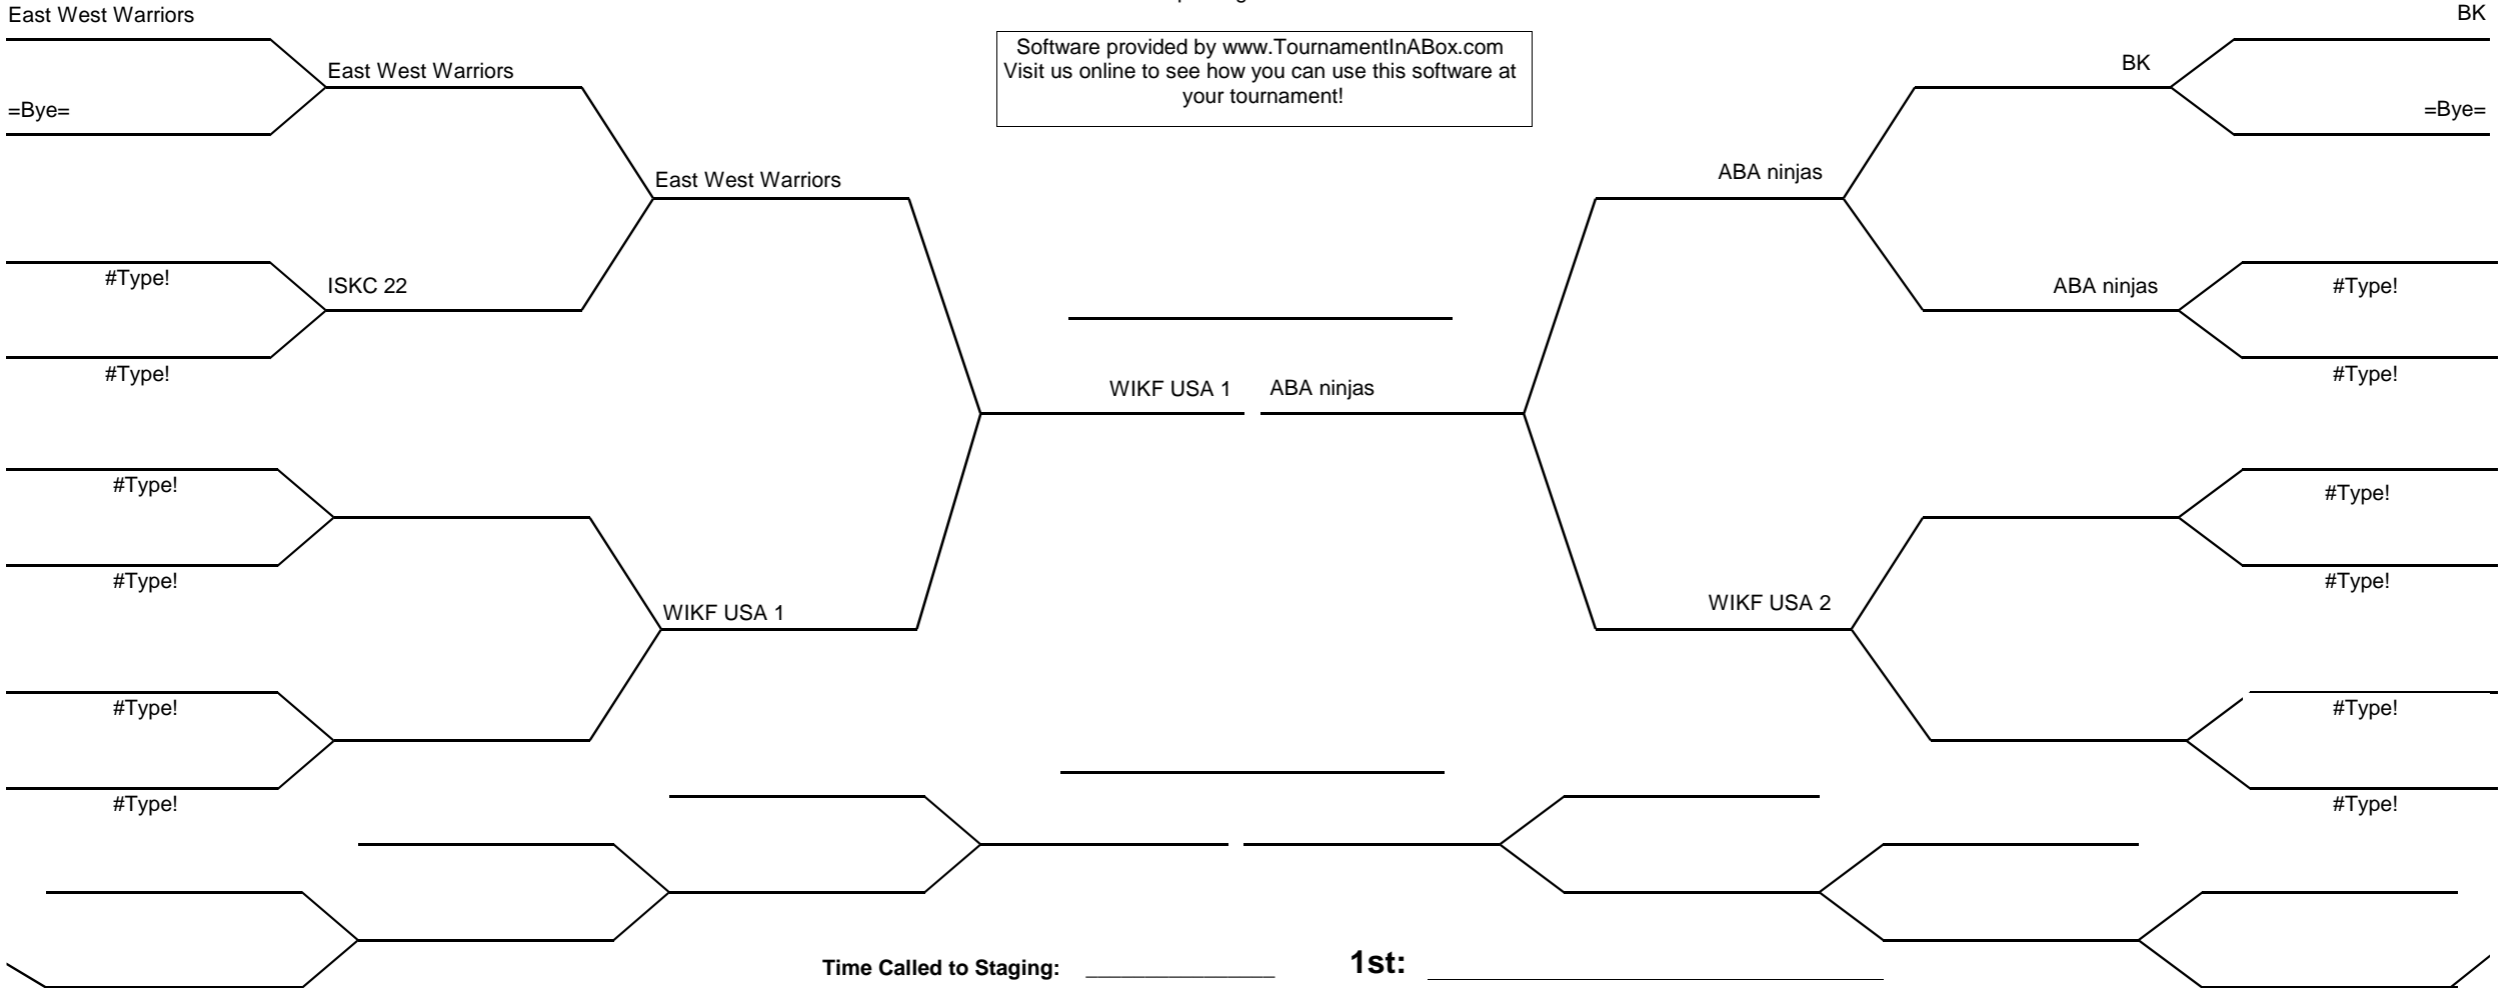 East West Warriors
BK
Software provided by www.TournamentInABox.com
Visit us online to see how you can use this software at
your tournament!
East West Warriors
BK
=Bye=
=Bye=
East West Warriors
ABA ninjas
#Type!
ISKC 22
ABA ninjas
#Type!
#Type!
#Type!
WIKF USA 1
ABA ninjas
#Type!
#Type!
#Type!
#Type!
WIKF USA 1
WIKF USA 2
#Type!
#Type!
#Type!
#Type!
Time Called to Staging: ________________
1st: ________________